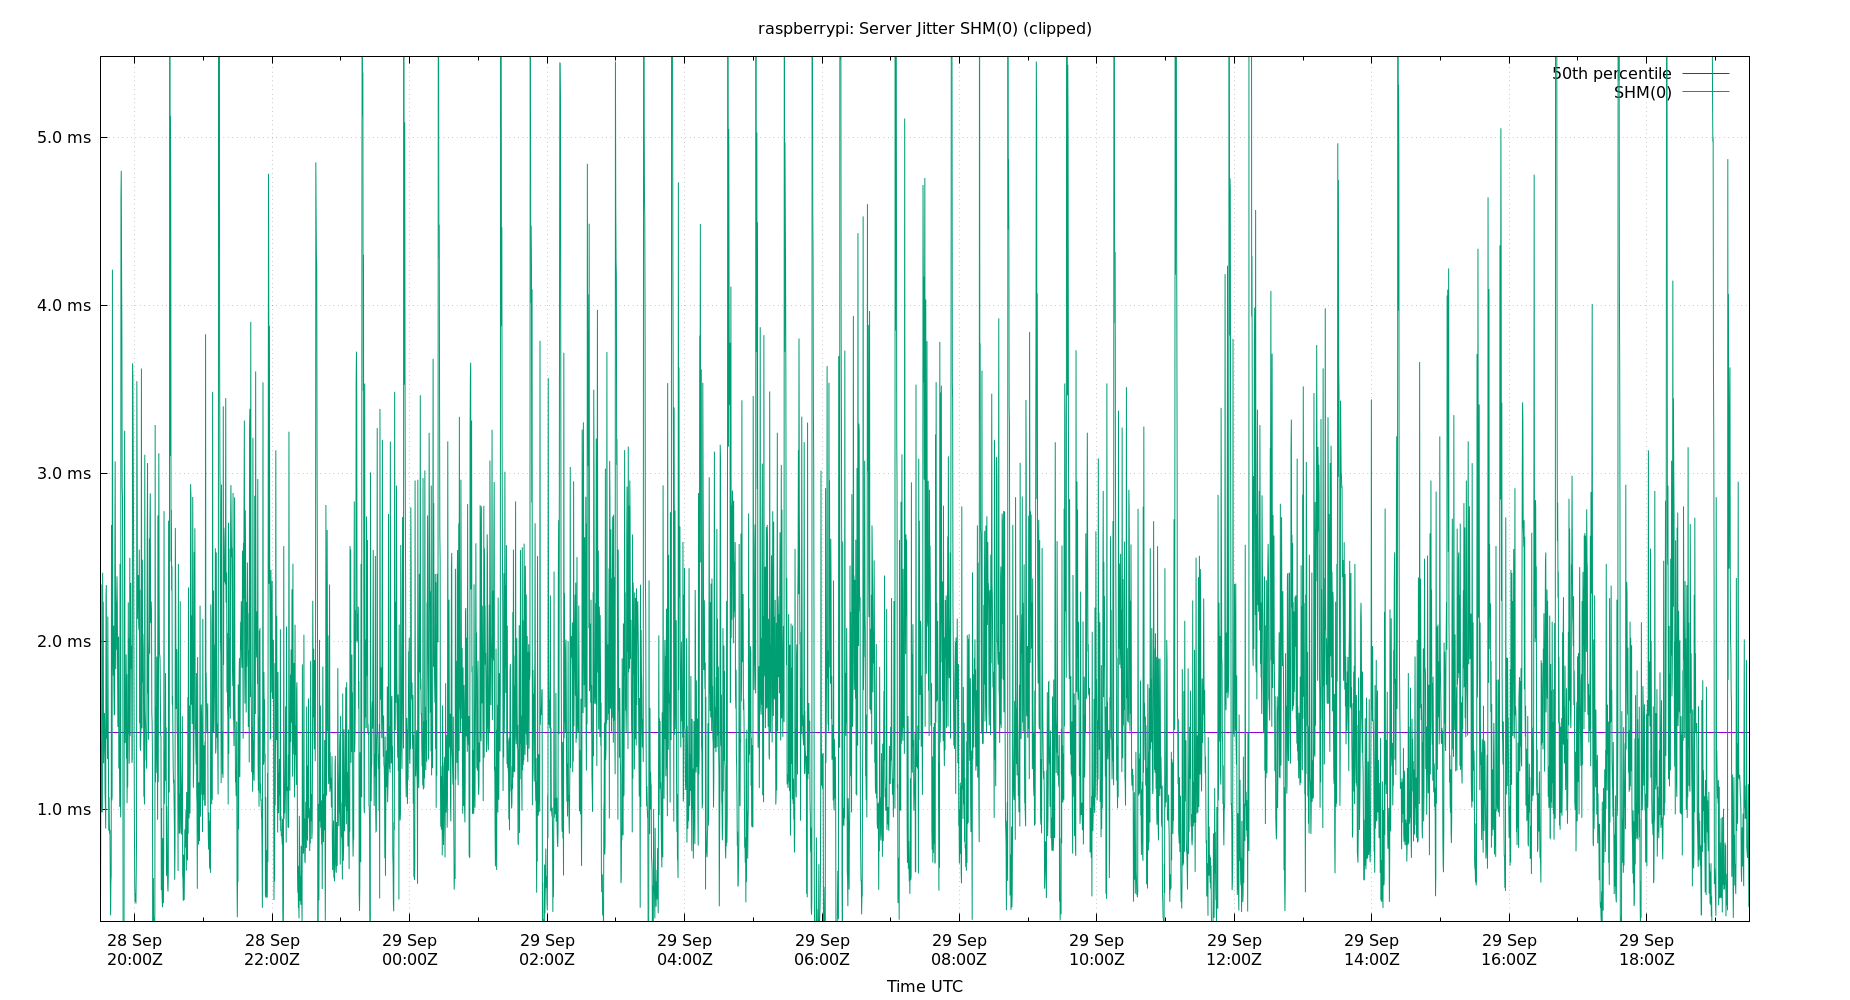 raspberrypi: Server Jitter SHM(0) (clipped)
50th percentile
SHM(0)
5.0 ms
4.0 ms
3.0 ms
2.0 ms
1.0 ms
28 Sep 28 Sep 29 Sep 29 Sep 29 Sep 29 Sep 29 Sep 29 Sep 29 Sep 29 Sep 29 Sep 29 Sep
20:00Z 22:00Z 00:00Z 02:00Z 04:00Z 06:00Z 08:00Z 10:00Z 12:00Z 14:00Z 16:00Z 18:00Z
Time UTC